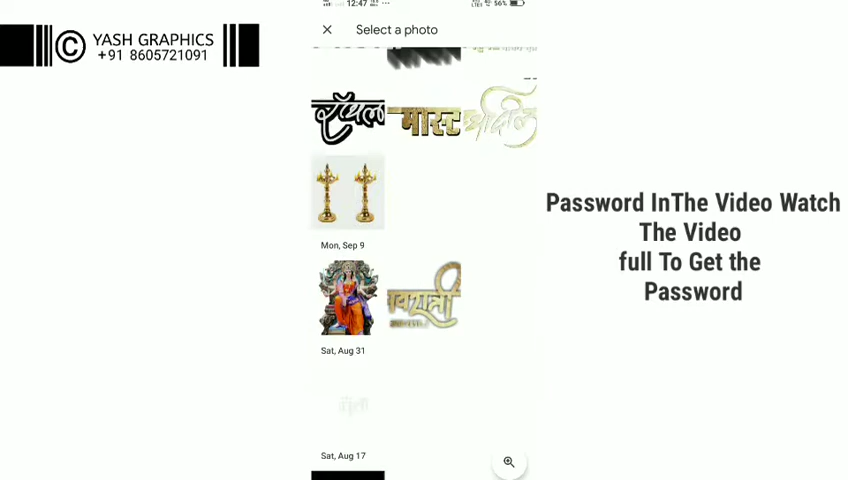 YASH GRAPHICS
+91 8605721091
12:47
56%
Select a photo
रॉयल
मास्ट
Mon, Sep 9
Sat, Aug 31
Sat, Aug 17
Password InThe Video Watch
The Video
full To Get the
Password